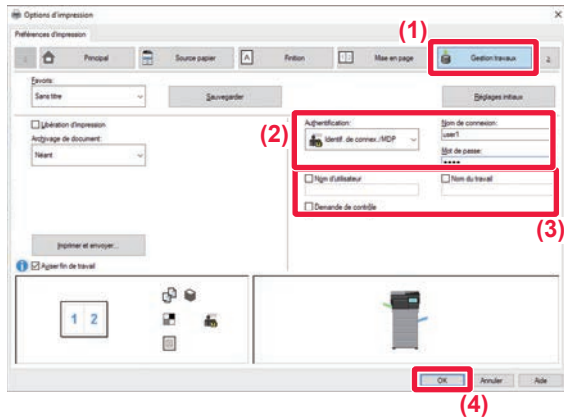 Options d'impression
Préférences d'impression
(1)
Principal
Source papier
Finition
Mise en page
Gestion travaux
Favoris:
Sans titre
Sauvegarder
Réglages initiaux
Libération d'impression
Archivage de document:
Néant
(2)
Authentification:
Identif. de connex./MDP
Nom de connexion:
user1
Mot de passe:
••••
Nom d'utilisateur
Nom du travail
Demande de contrôle
(3)
Imprimer et envoyer...
Aviser fin de travail
1 2
OK
Annuler
Aide
(4)